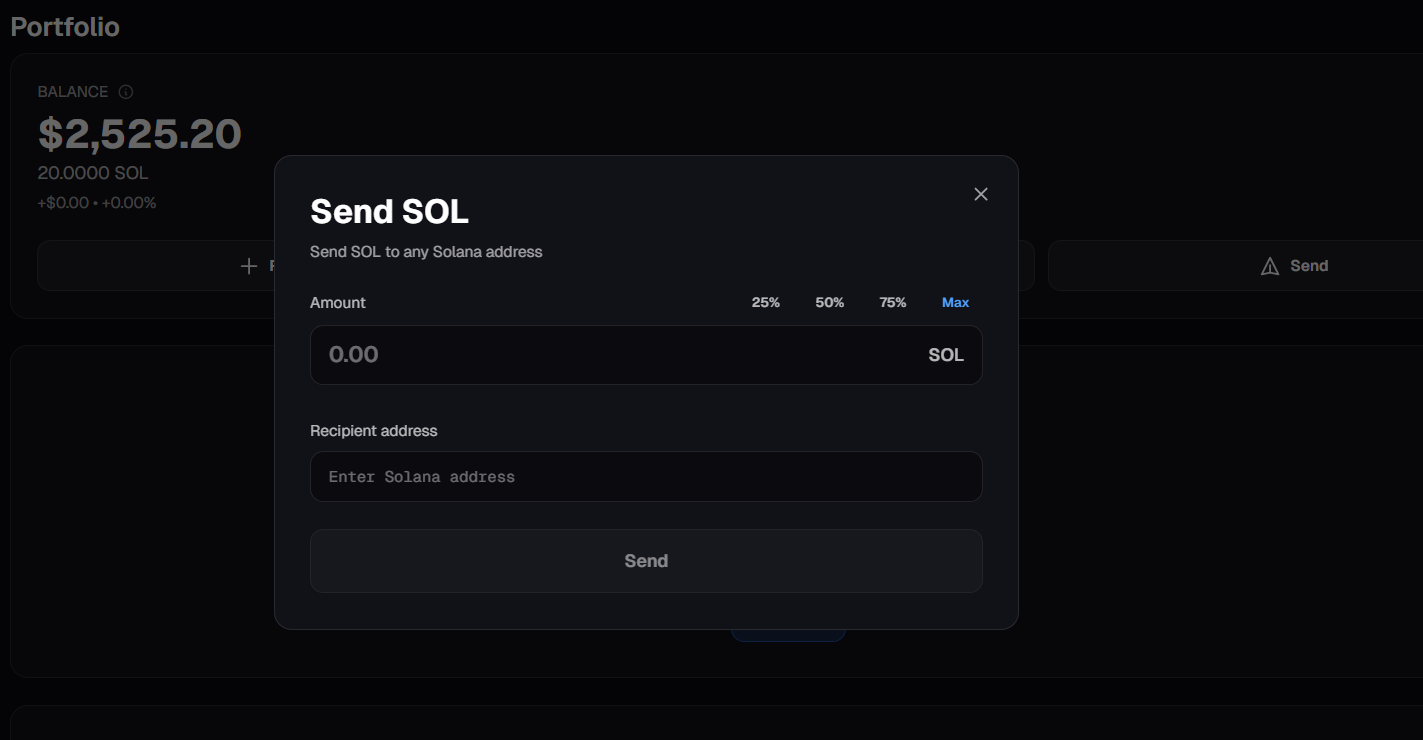 Portfolio
BALANCE
$2,525.20
20.0000 SOL
+$0.00 • +0.00%
Send
Send SOL
Send SOL to any Solana address
Amount 25% 50% 75% Max
0.00 SOL
Recipient address
Enter Solana address
Send